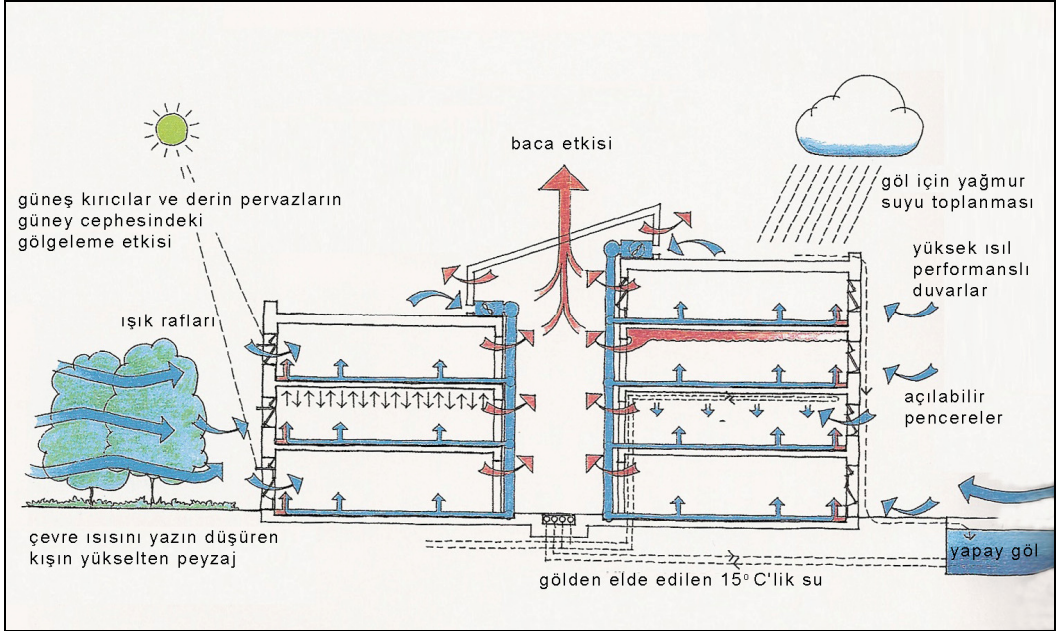 baca etkisi
güneş kırıcılar ve derin pervazların
güney cephesindeki
gölgeleme etkisi
göl için yağmur
suyu toplanması
yüksek ısıl
performanslı
duvarlar
ışık rafları
açılabilir
pencereler
çevre ısısını yazın düşüren
kışın yükselten peyzaj
yapay göl
gölden elde edilen 15°C'lik su